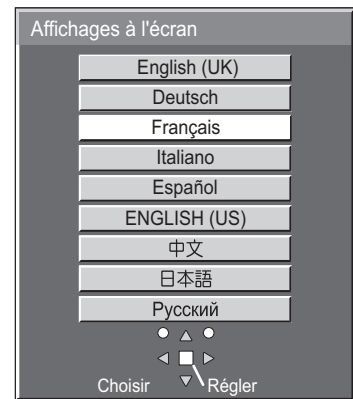 Affichages à l'écran
English (UK)
Deutsch
Français
Italiano
Español
ENGLISH (US)
中文
日本語
Русский
Choisir Régler